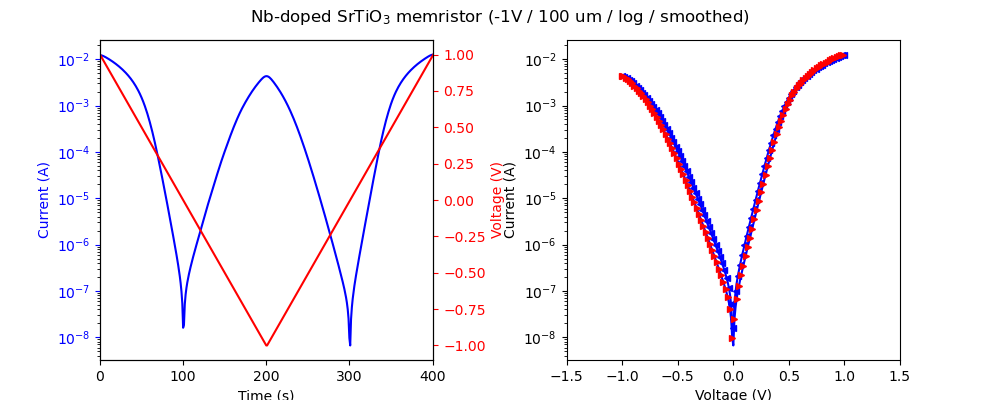 Nb-doped SrTiO₃ memristor (-1V / 100 um / log / smoothed)
10⁻²
10⁻³
10⁻⁴
10⁻⁵
10⁻⁶
10⁻⁷
10⁻⁸
Current (A)
0 100 200 300 400
Time (s)
1.00
0.75
0.50
0.25
0.00
−0.25
−0.50
−0.75
−1.00
Voltage (V)
Current (A)
10⁻²
10⁻³
10⁻⁴
10⁻⁵
10⁻⁶
10⁻⁷
10⁻⁸
−1.5 −1.0 −0.5 0.0 0.5 1.0 1.5
Voltage (V)